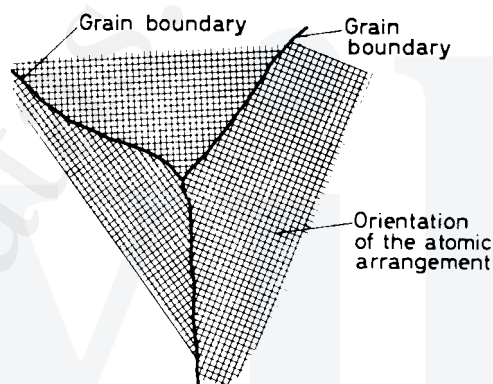 Grain boundary
Grain
boundary
Orientation
of the atomic
arrangement